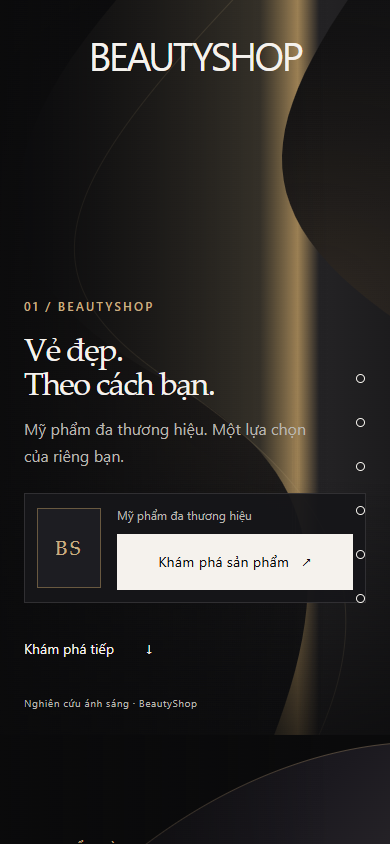 BEAUTYSHOP
01 / BEAUTYSHOP
Vẻ đẹp.
Theo cách bạn.
Mỹ phẩm đa thương hiệu. Một lựa chọn
của riêng bạn.
Mỹ phẩm đa thương hiệu
BS
Khám phá sản phẩm ↗
Khám phá tiếp ↓
Nghiên cứu ánh sáng · BeautyShop